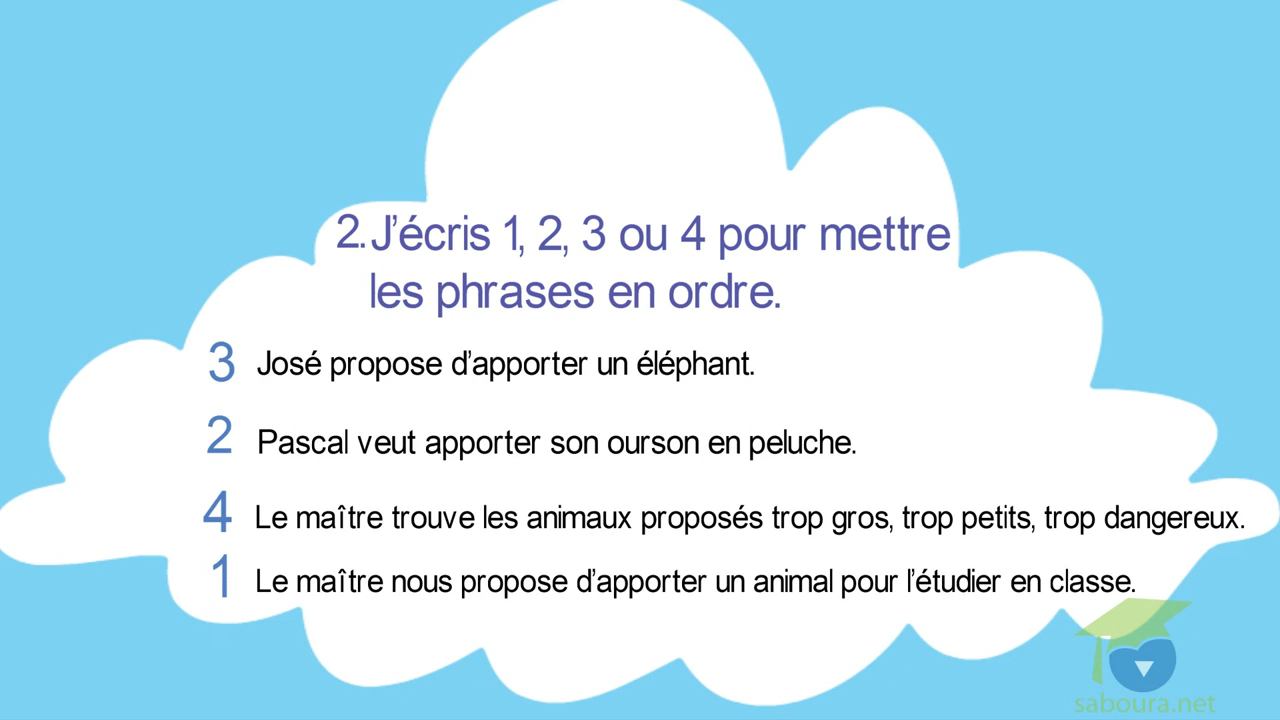 2. J'écris 1, 2, 3 ou 4 pour mettre
les phrases en ordre.
3 José propose d'apporter un éléphant.
2 Pascal veut apporter son ourson en peluche.
4 Le maître trouve les animaux proposés trop gros, trop petits, trop dangereux.
1 Le maître nous propose d'apporter un animal pour l'étudier en classe.
saboura.net